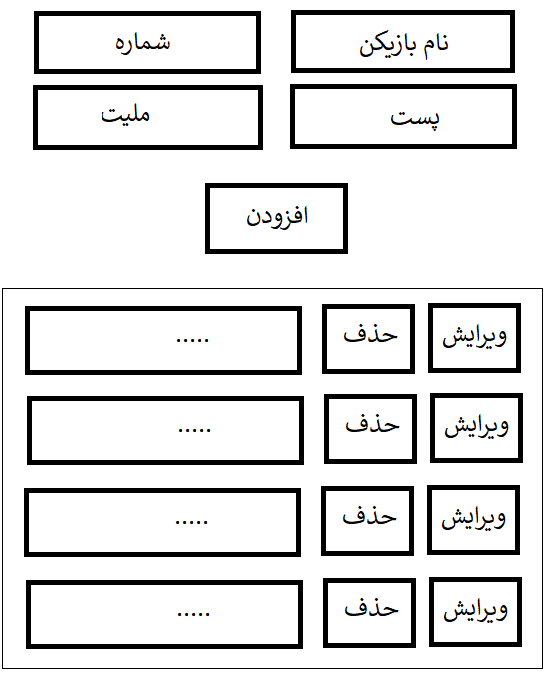 نام بازیکن
شماره
پست
ملیت
افزودن
ویرایش حذف .....
ویرایش حذف .....
ویرایش حذف .....
ویرایش حذف .....